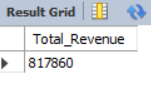 Result Grid
Total_Revenue
817860